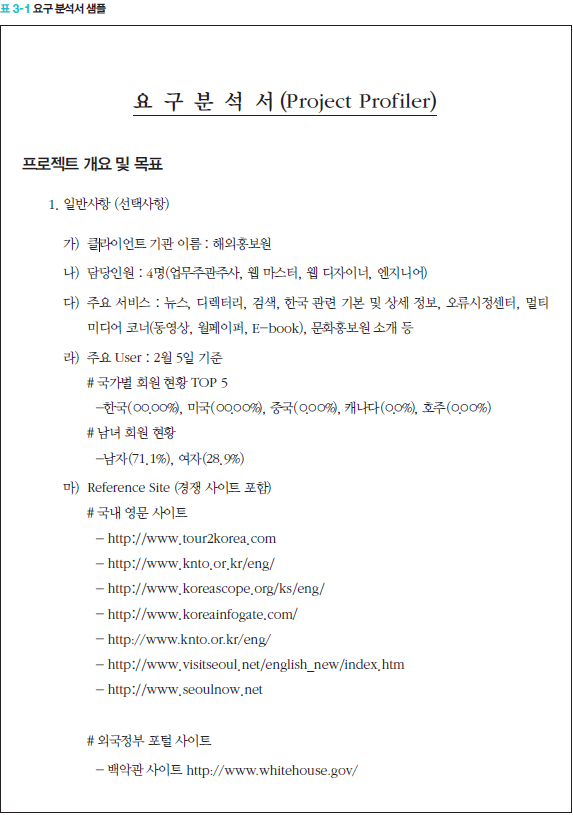 표 3-1 요구 분석서 샘플
요 구 분 석 서 (Project Profiler)
프로젝트 개요 및 목표
1. 일반사항 (선택사항)
가) 클라이언트 기관 이름 : 해외홍보원
나) 담당인원 : 4명(업무주관주사, 웹 마스터, 웹 디자이너, 엔지니어)
다) 주요 서비스 : 뉴스, 디렉터리, 검색, 한국 관련 기본 및 상세 정보, 오류시정센터, 멀티
미디어 코너(동영상, 월페이퍼, E-book), 문화홍보원 소개 등
라) 주요 User : 2월 5일 기준
# 국가별 회원 현황 TOP 5
-한국(○○.○○%), 미국(○○.○○%), 중국(○.○○%), 캐나다(○.○%), 호주(○.○○%)
# 남녀 회원 현황
-남자(71.1%), 여자(28.9%)
마) Reference Site (경쟁 사이트 포함)
# 국내 영문 사이트
- http://www.tour2korea.com
- http://www.knto.or.kr/eng/
- http://www.koreascope.org/ks/eng/
- http://www.koreainfogate.com/
- http://www.knto.or.kr/eng/
- http://www.visitseoul.net/english_new/index.htm
- http://www.seoulnow.net
# 외국정부 포털 사이트
- 백악관 사이트 http://www.whitehouse.gov/